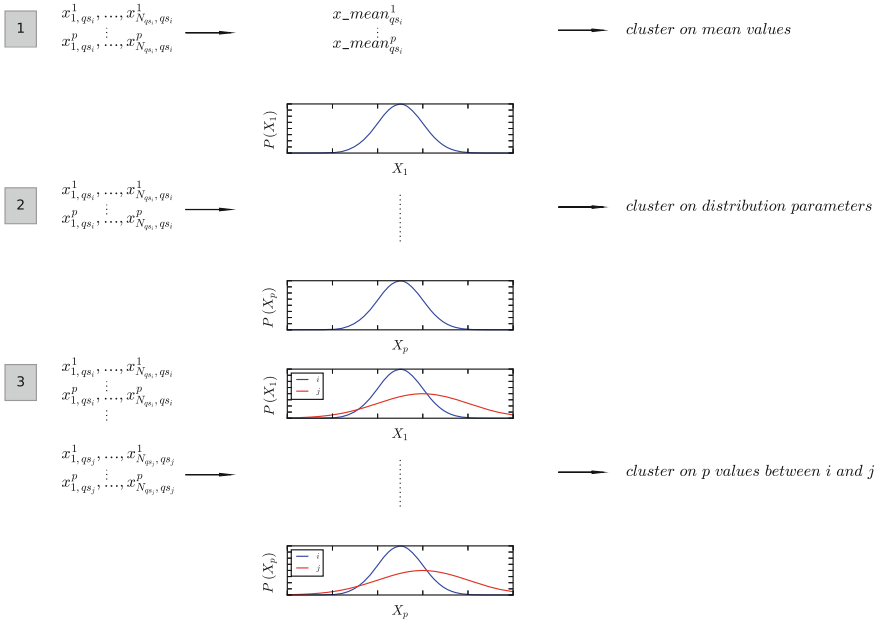 1
x^1_{1,qs_i}, ..., x^1_{N_{qs_i},qs_i}
x^p_{1,qs_i}, ..., x^p_{N_{qs_i},qs_i}
x_mean^1_{qs_i}
x_mean^p_{qs_i}
cluster on mean values
P(X_1)
X_1
2
x^1_{1,qs_i}, ..., x^1_{N_{qs_i},qs_i}
x^p_{1,qs_i}, ..., x^p_{N_{qs_i},qs_i}
cluster on distribution parameters
P(X_p)
X_p
3
x^1_{1,qs_i}, ..., x^1_{N_{qs_i},qs_i}
x^p_{1,qs_i}, ..., x^p_{N_{qs_i},qs_i}
P(X_1)
i
j
X_1
x^1_{1,qs_j}, ..., x^1_{N_{qs_j},qs_j}
x^p_{1,qs_j}, ..., x^p_{N_{qs_j},qs_j}
cluster on p values between i and j
P(X_p)
i
j
X_p